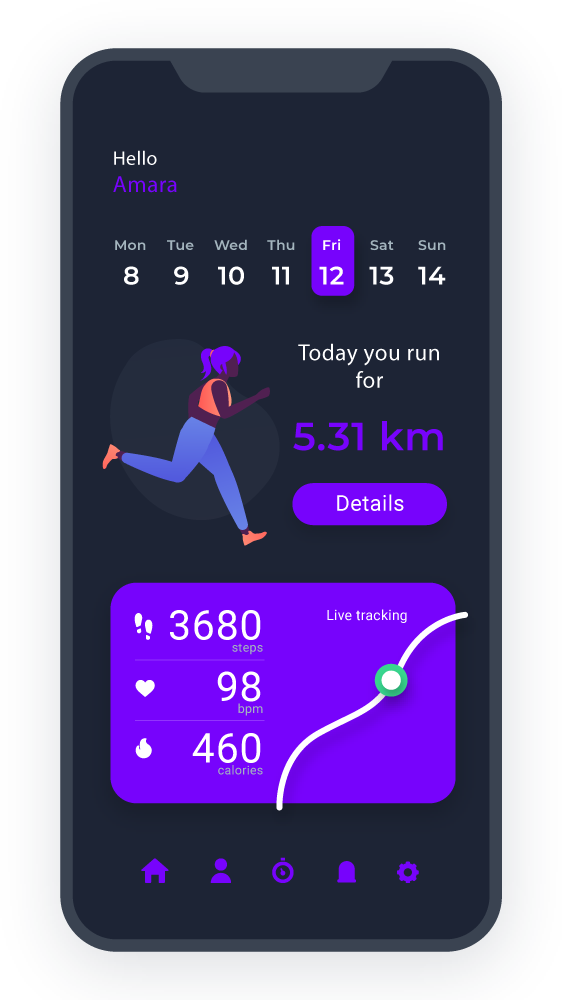 Hello
Amara
Mon Tue Wed Thu Fri Sat Sun
8 9 10 11 12 13 14
Today you run
for
5.31 km
Details
Live tracking
3680
steps
98
bpm
460
calories